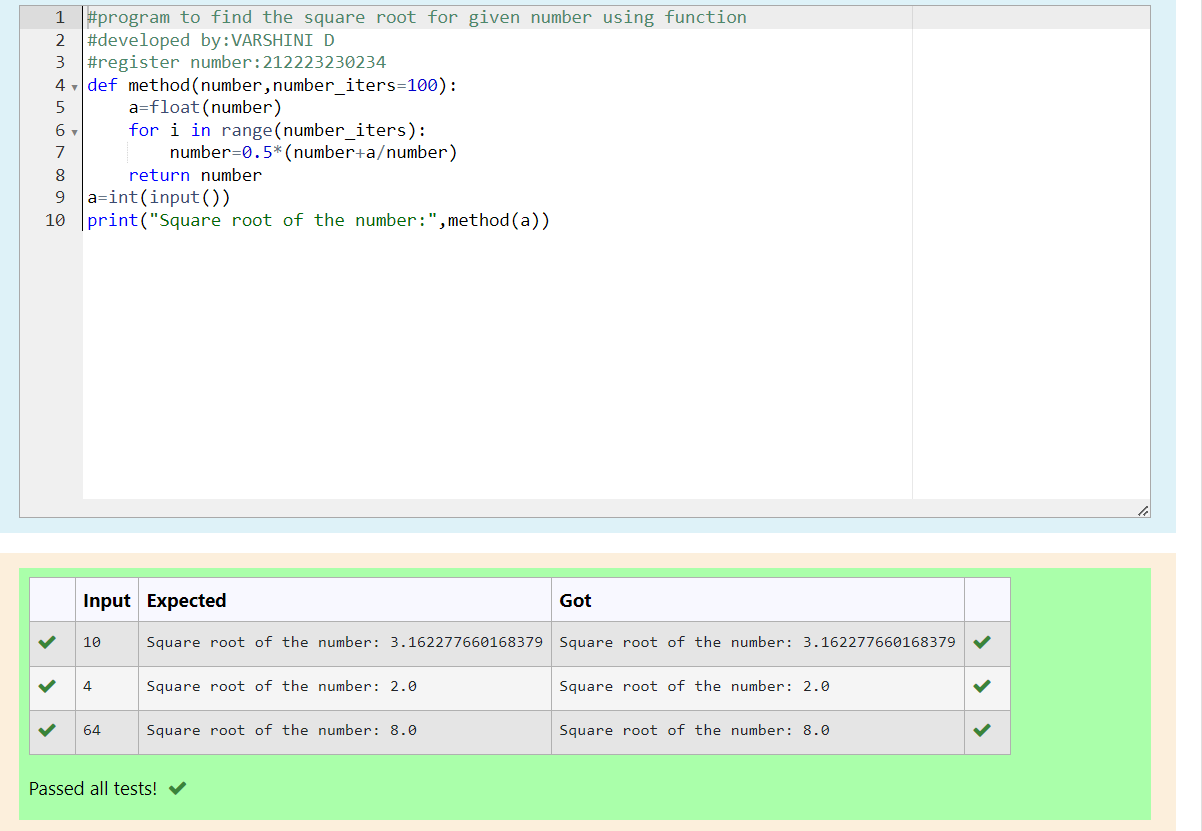 1 #program to find the square root for given number using function
2 #developed by:VARSHINI D
3 #register number:212223230234
4 def method(number,number_iters=100):
5     a=float(number)
6     for i in range(number_iters):
7         number=0.5*(number+a/number)
8     return number
9 a=int(input())
10 print("Square root of the number:",method(a))
Input Expected Got
10 Square root of the number: 3.162277660168379 Square root of the number: 3.162277660168379
4 Square root of the number: 2.0 Square root of the number: 2.0
64 Square root of the number: 8.0 Square root of the number: 8.0
Passed all tests!